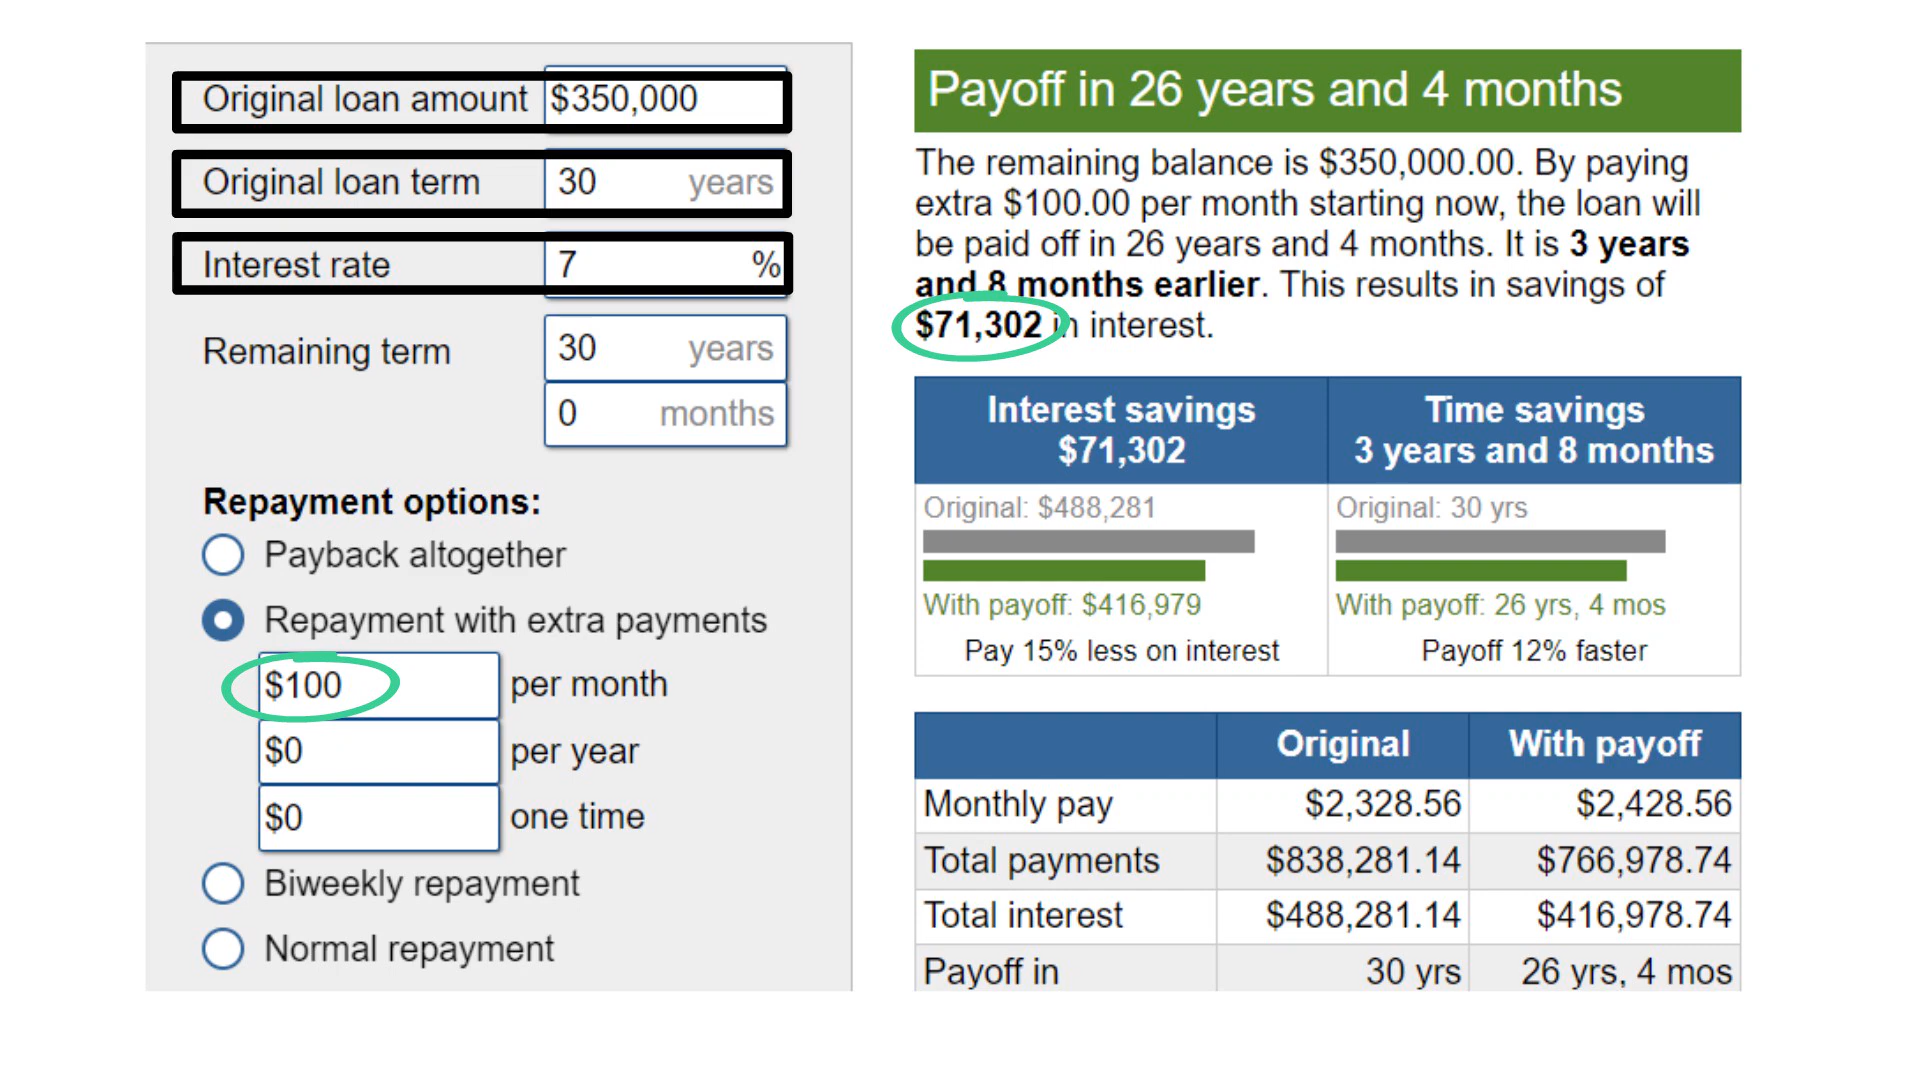 Original loan amount $350,000
Original loan term 30 years
Interest rate 7 %
Remaining term 30 years
0 months
Repayment options:
Payback altogether
Repayment with extra payments
$100 per month
$0 per year
$0 one time
Biweekly repayment
Normal repayment
Payoff in 26 years and 4 months
The remaining balance is $350,000.00. By paying
extra $100.00 per month starting now, the loan will
be paid off in 26 years and 4 months. It is 3 years
and 8 months earlier. This results in savings of
$71,302 in interest.
Interest savings
$71,302
Original: $488,281
With payoff: $416,979
Pay 15% less on interest
Time savings
3 years and 8 months
Original: 30 yrs
With payoff: 26 yrs, 4 mos
Payoff 12% faster
Original With payoff
Monthly pay $2,328.56 $2,428.56
Total payments $838,281.14 $766,978.74
Total interest $488,281.14 $416,978.74
Payoff in 30 yrs 26 yrs, 4 mos